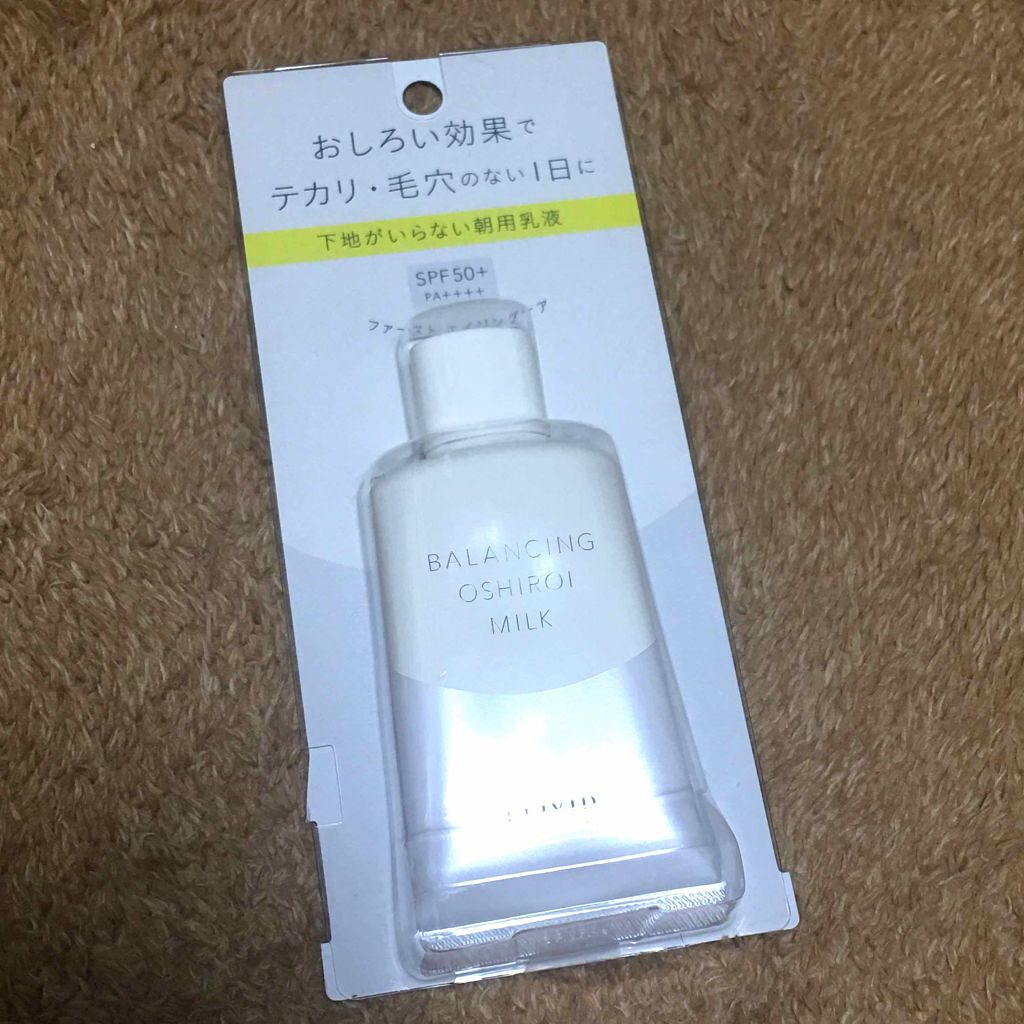 おしろい効果で
テカリ・毛穴のない1日に
下地がいらない朝用乳液
SPF50+
PA++++
BALANCING
OSHIROI
MILK